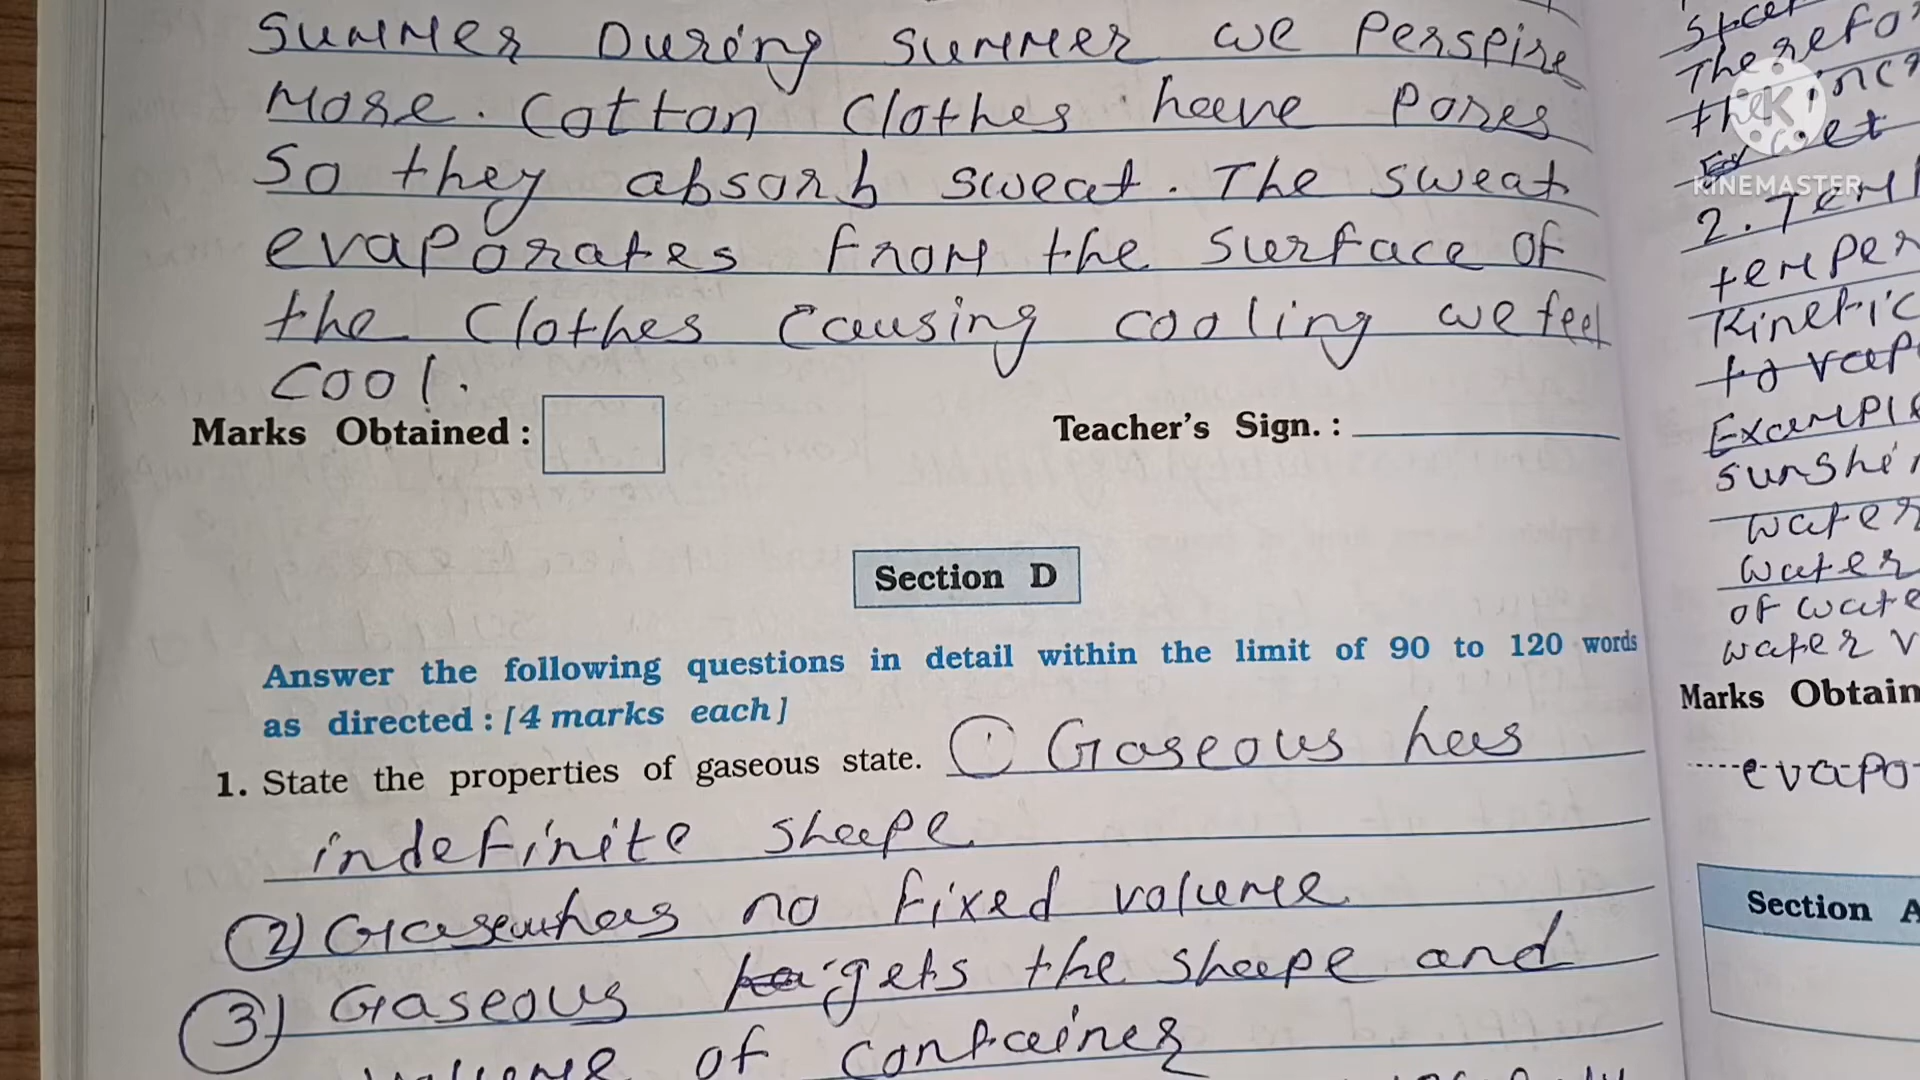 summer During summer we perspire
more. Cotton clothes have pores
So they absorb sweat. The sweat
evaporates from the surface of
the clothes causing cooling we feel
cool.
Marks Obtained :
Teacher's Sign. :
Section D
Answer the following questions in detail within the limit of 90 to 120 words
as directed : [4 marks each]
1. State the properties of gaseous state. ① Gaseous has
indefinite shape
② Gaseous has no fixed volume
③ Gaseous gets the shape and
volume of container
Therefo
the inc
2. Temp
temper
Kinetic
to vap
Example
sunshin
water
water
of wate
water v
Marks Obtain
evapo
Section A
KINEMASTER